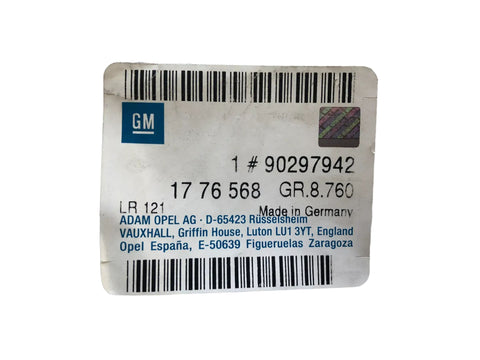 GM
1 # 90297942
17 76 568 GR.8.760
LR 121 Made in Germany
ADAM OPEL AG · D-65423 Rüsselsheim
VAUXHALL, Griffin House, Luton LU1 3YT, England
Opel España, E-50639 Figueruelas Zaragoza